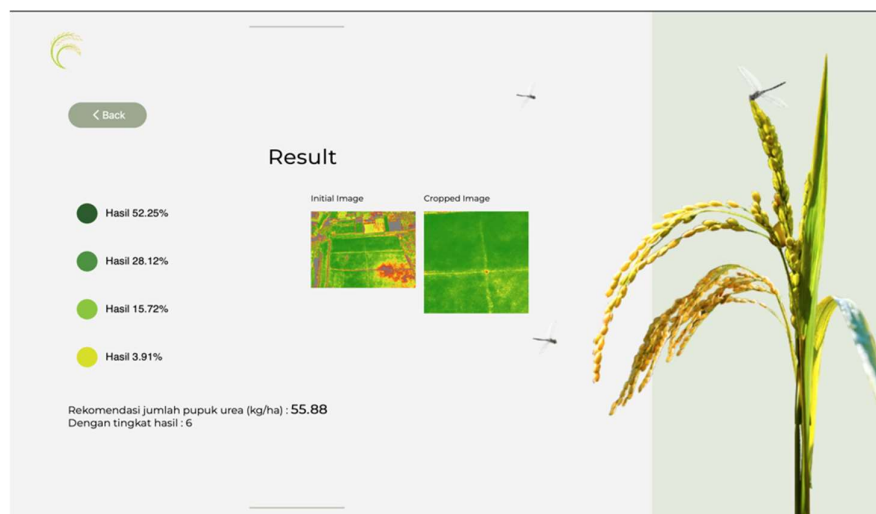 Back
Result
Initial Image
Cropped Image
Hasil 52.25%
Hasil 28.12%
Hasil 15.72%
Hasil 3.91%
Rekomendasi jumlah pupuk urea (kg/ha) : 55.88
Dengan tingkat hasil : 6